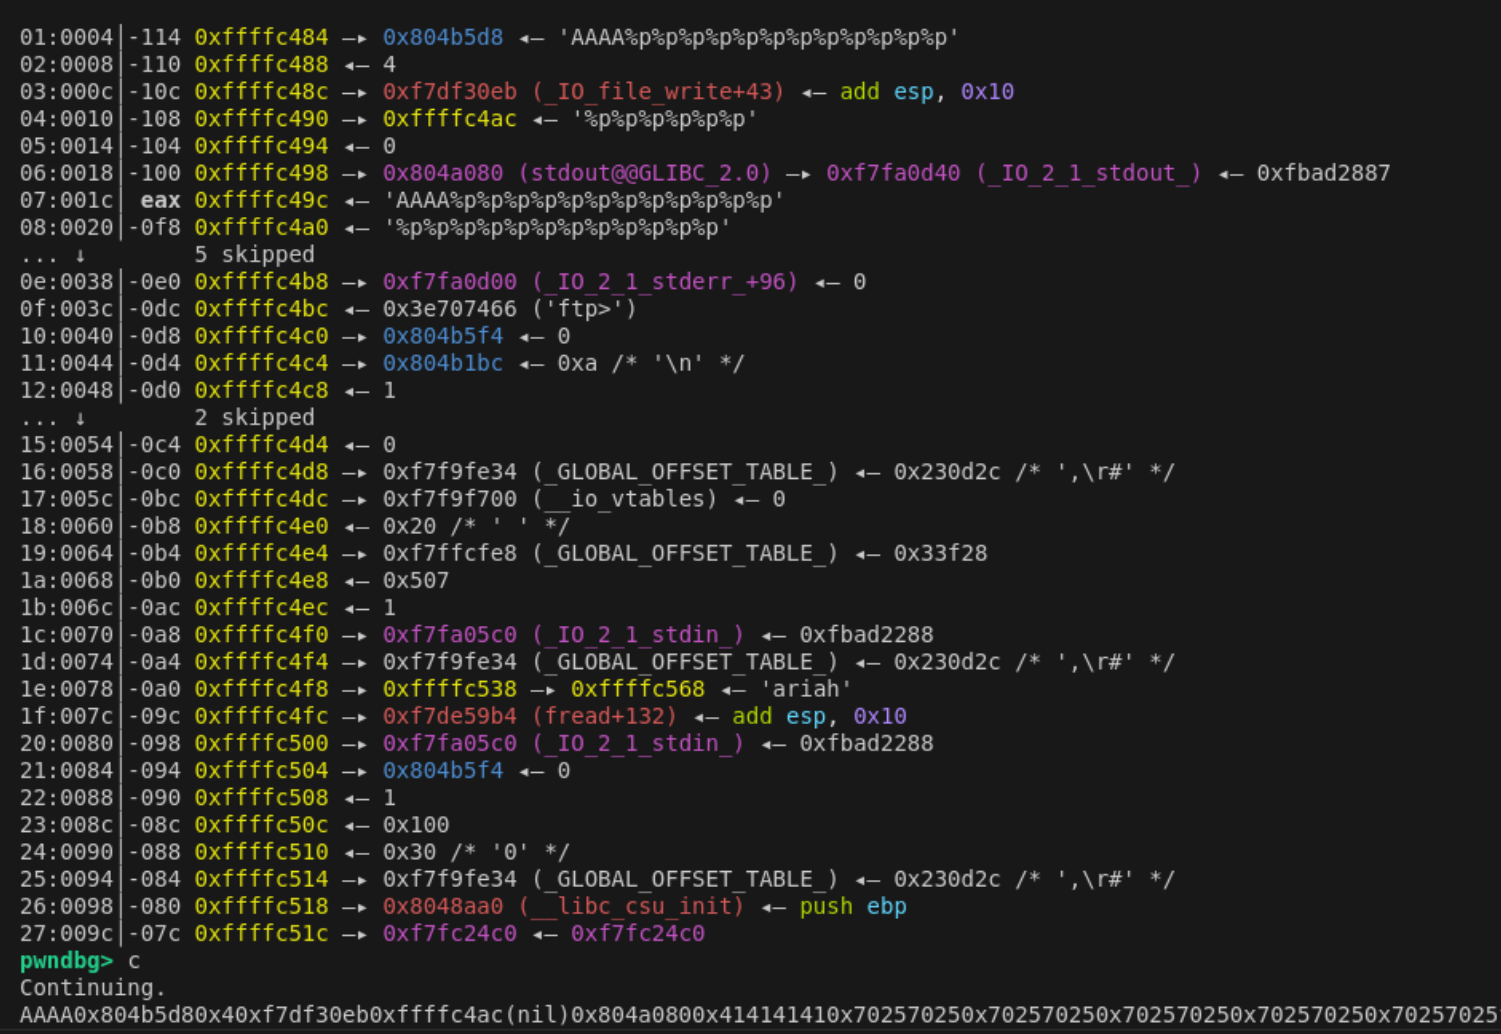 01:0004│-114 0xffffc484 —▸ 0x804b5d8 ◂— 'AAAA%p%p%p%p%p%p%p%p%p%p%p%p'
02:0008│-110 0xffffc488 ◂— 4
03:000c│-10c 0xffffc48c —▸ 0xf7df30eb (_IO_file_write+43) ◂— add esp, 0x10
04:0010│-108 0xffffc490 —▸ 0xffffc4ac ◂— '%p%p%p%p%p%p'
05:0014│-104 0xffffc494 ◂— 0
06:0018│-100 0xffffc498 —▸ 0x804a080 (stdout@@GLIBC_2.0) —▸ 0xf7fa0d40 (_IO_2_1_stdout_) ◂— 0xfbad2887
07:001c│ eax 0xffffc49c ◂— 'AAAA%p%p%p%p%p%p%p%p%p%p%p%p'
08:0020│-0f8 0xffffc4a0 ◂— '%p%p%p%p%p%p%p%p%p%p%p%p'
... ↓ 5 skipped
0e:0038│-0e0 0xffffc4b8 —▸ 0xf7fa0d00 (_IO_2_1_stderr_+96) ◂— 0
0f:003c│-0dc 0xffffc4bc ◂— 0x3e707466 ('ftp>')
10:0040│-0d8 0xffffc4c0 —▸ 0x804b5f4 ◂— 0
11:0044│-0d4 0xffffc4c4 —▸ 0x804b1bc ◂— 0xa /* '\n' */
12:0048│-0d0 0xffffc4c8 ◂— 1
... ↓ 2 skipped
15:0054│-0c4 0xffffc4d4 ◂— 0
16:0058│-0c0 0xffffc4d8 —▸ 0xf7f9fe34 (_GLOBAL_OFFSET_TABLE_) ◂— 0x230d2c /* ',\r#' */
17:005c│-0bc 0xffffc4dc —▸ 0xf7f9f700 (__io_vtables) ◂— 0
18:0060│-0b8 0xffffc4e0 ◂— 0x20 /* ' ' */
19:0064│-0b4 0xffffc4e4 —▸ 0xf7ffcfe8 (_GLOBAL_OFFSET_TABLE_) ◂— 0x33f28
1a:0068│-0b0 0xffffc4e8 ◂— 0x507
1b:006c│-0ac 0xffffc4ec ◂— 1
1c:0070│-0a8 0xffffc4f0 —▸ 0xf7fa05c0 (_IO_2_1_stdin_) ◂— 0xfbad2288
1d:0074│-0a4 0xffffc4f4 —▸ 0xf7f9fe34 (_GLOBAL_OFFSET_TABLE_) ◂— 0x230d2c /* ',\r#' */
1e:0078│-0a0 0xffffc4f8 —▸ 0xffffc538 —▸ 0xffffc568 ◂— 'ariah'
1f:007c│-09c 0xffffc4fc —▸ 0xf7de59b4 (fread+132) ◂— add esp, 0x10
20:0080│-098 0xffffc500 —▸ 0xf7fa05c0 (_IO_2_1_stdin_) ◂— 0xfbad2288
21:0084│-094 0xffffc504 —▸ 0x804b5f4 ◂— 0
22:0088│-090 0xffffc508 ◂— 1
23:008c│-08c 0xffffc50c ◂— 0x100
24:0090│-088 0xffffc510 ◂— 0x30 /* '0' */
25:0094│-084 0xffffc514 —▸ 0xf7f9fe34 (_GLOBAL_OFFSET_TABLE_) ◂— 0x230d2c /* ',\r#' */
26:0098│-080 0xffffc518 —▸ 0x8048aa0 (__libc_csu_init) ◂— push ebp
27:009c│-07c 0xffffc51c —▸ 0xf7fc24c0 ◂— 0xf7fc24c0
pwndbg> c
Continuing.
AAAA0x804b5d80x40xf7df30eb0xffffc4ac(nil)0x804a0800x414141410x702570250x702570250x702570250x70257025